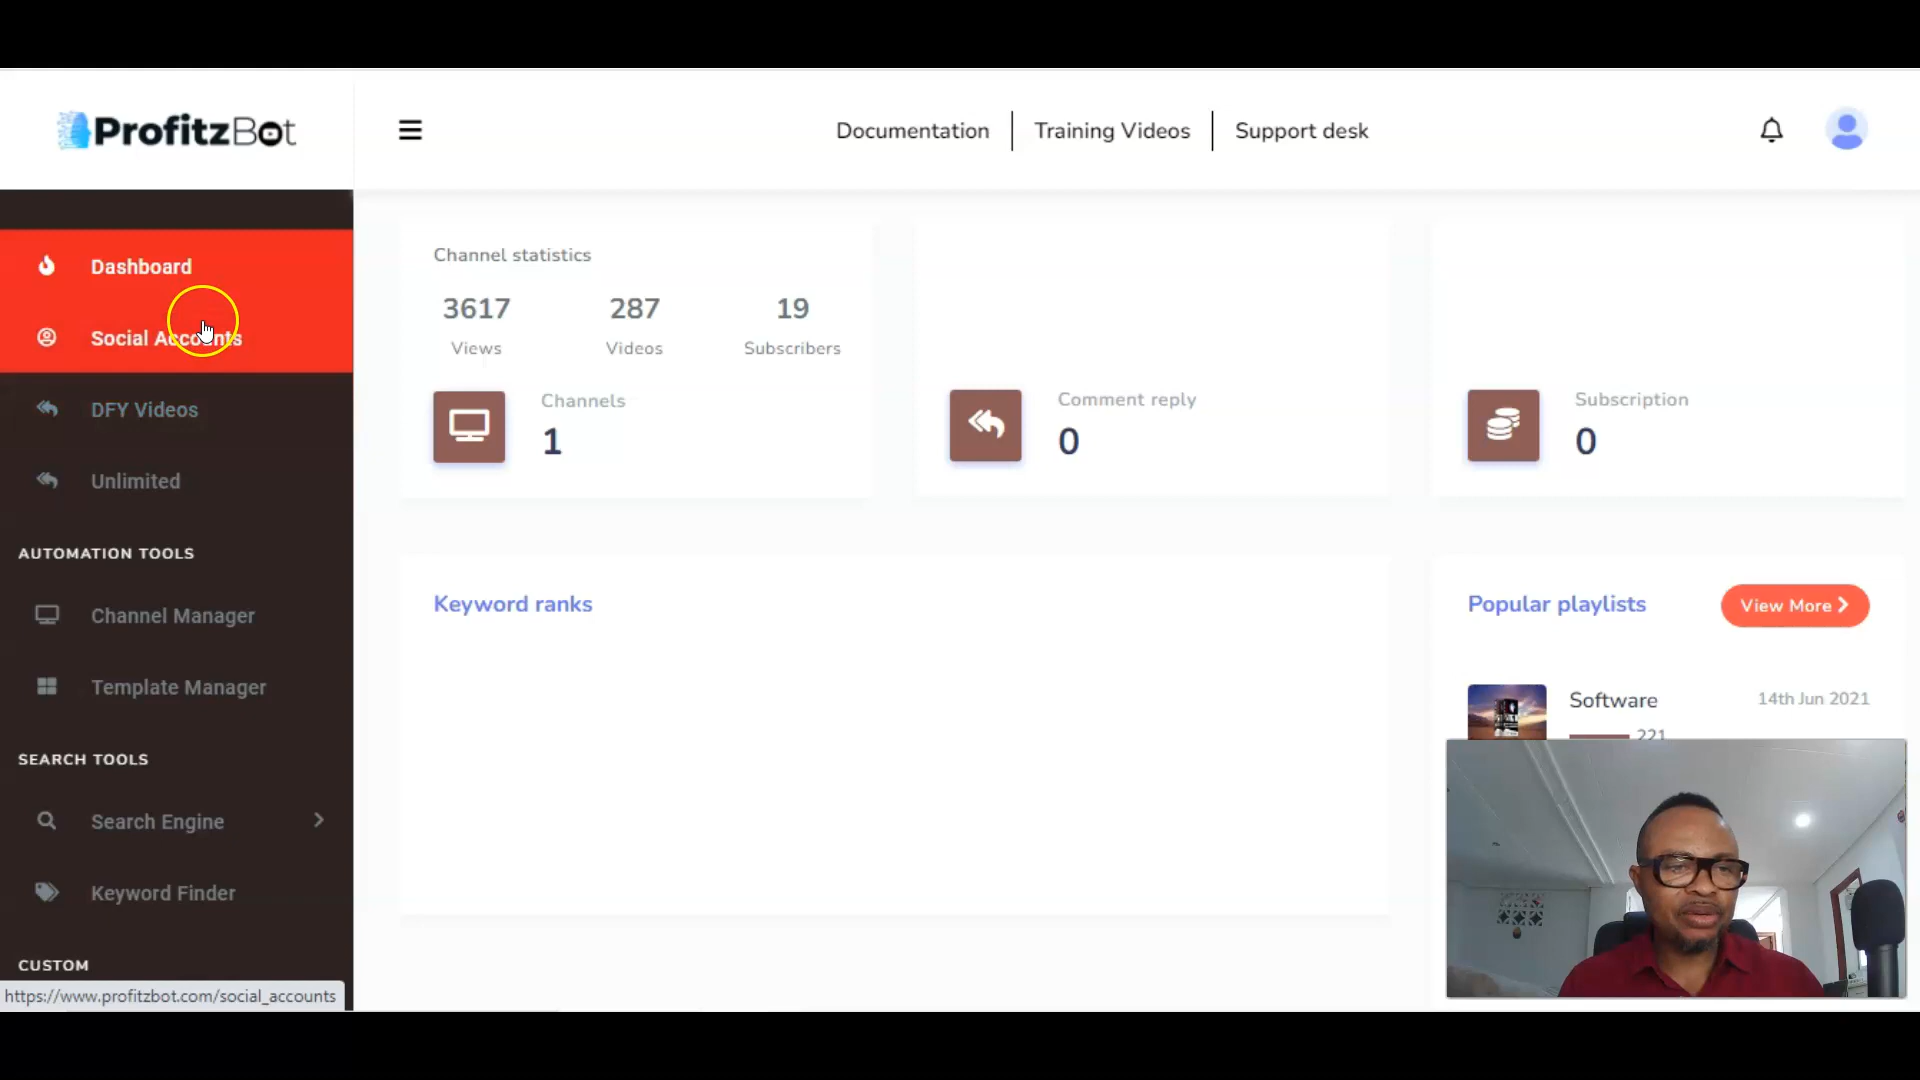 ProfitzBot
Documentation
Training Videos
Support desk
Dashboard
Social Accounts
DFY Videos
Unlimited
AUTOMATION TOOLS
Channel Manager
Template Manager
SEARCH TOOLS
Search Engine
Keyword Finder
CUSTOM
https://www.profitzbot.com/social_accounts
Channel statistics
3617
287
19
Views
Videos
Subscribers
Channels
1
Comment reply
0
Subscription
0
Keyword ranks
Popular playlists
View More
Software
14th Jun 2021
221